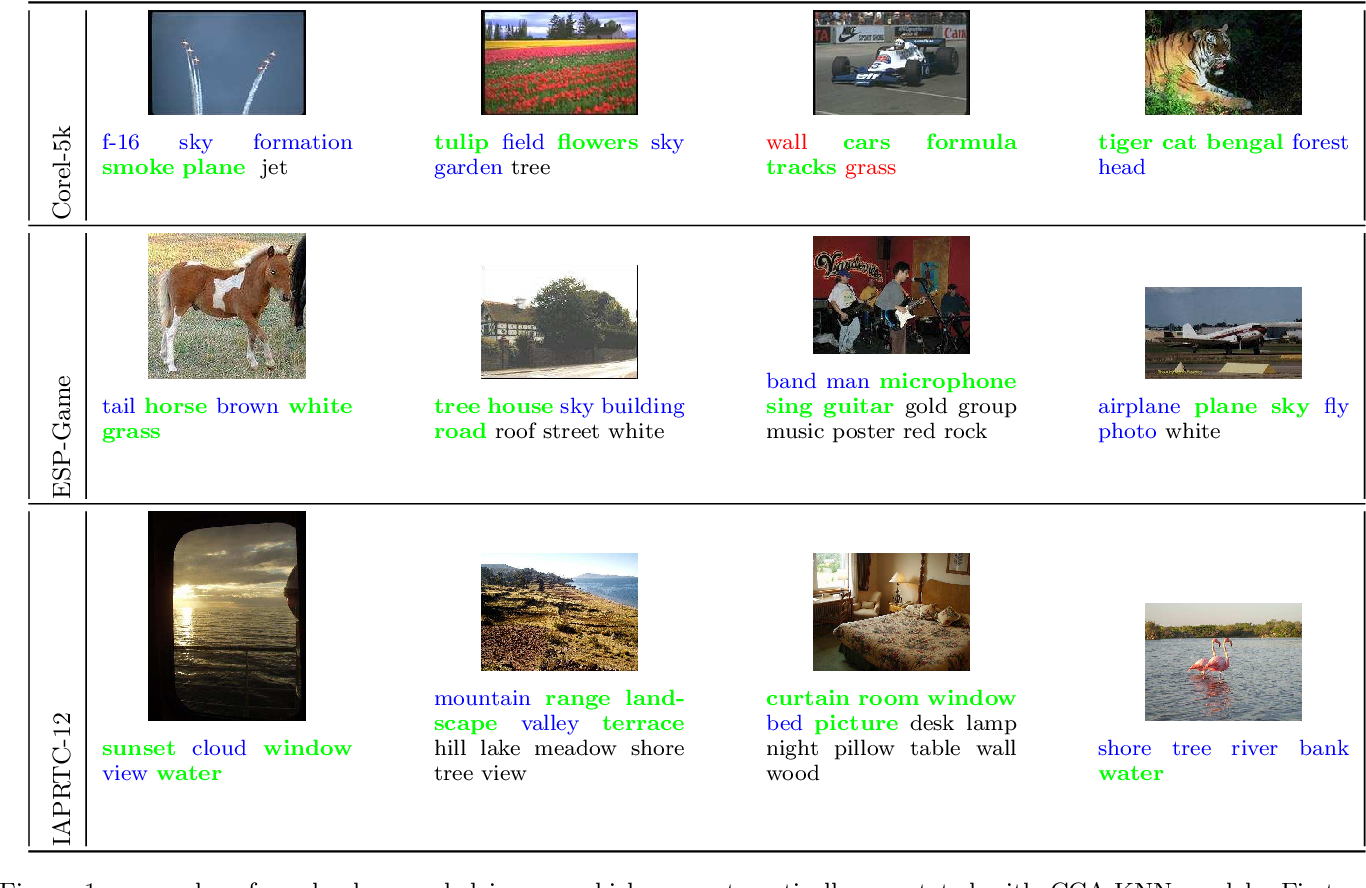 Corel-5k
f-16 sky formation
smoke plane jet
tulip field flowers sky
garden tree
wall cars formula
tracks grass
tiger cat bengal forest
head
ESP-Game
tail horse brown white
grass
tree house sky building
road roof street white
band man microphone
sing guitar gold group
music poster red rock
airplane plane sky fly
photo white
IAPRTC-12
sunset cloud window
view water
mountain range land-
scape valley terrace
hill lake meadow shore
tree view
curtain room window
bed picture desk lamp
night pillow table wall
wood
shore tree river bank
water